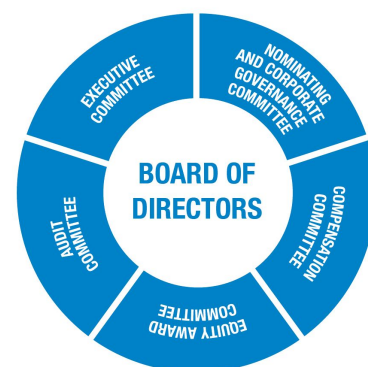 EXECUTIVE
COMMITTEE
NOMINATING
AND CORPORATE
GOVERNANCE
COMMITTEE
BOARD OF
DIRECTORS
COMPENSATION
COMMITTEE
EQUITY AWARD
COMMITTEE
AUDIT
COMMITTEE